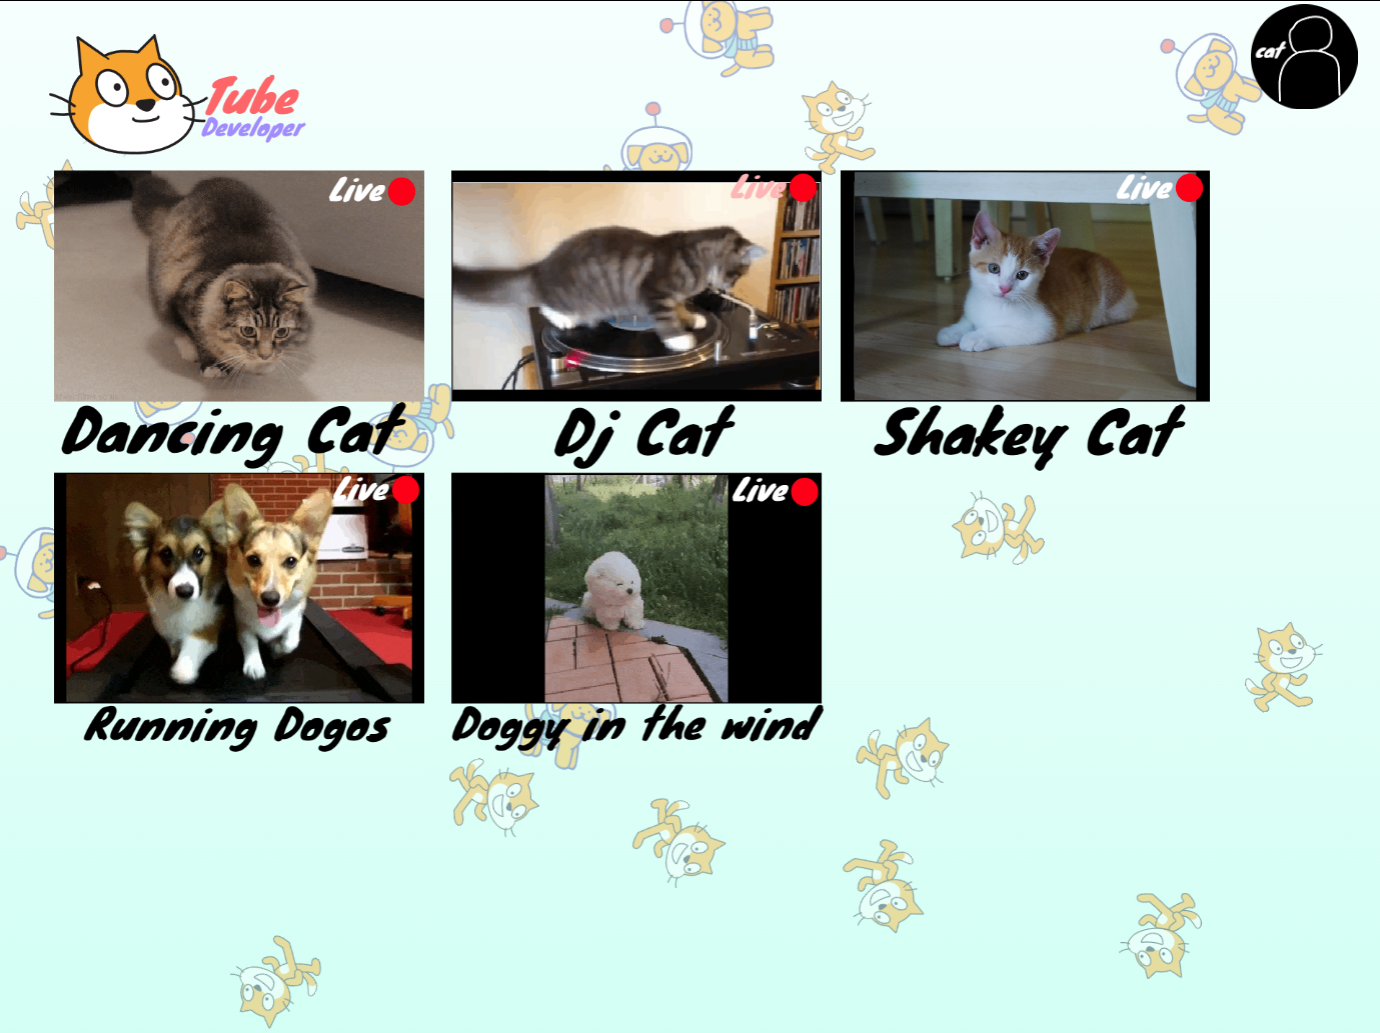 cat
Tube
Developer
Live
Live
Live
Dancing Cat
Dj Cat
Shakey Cat
Live
Live
Running Dogos
Doggy in the wind